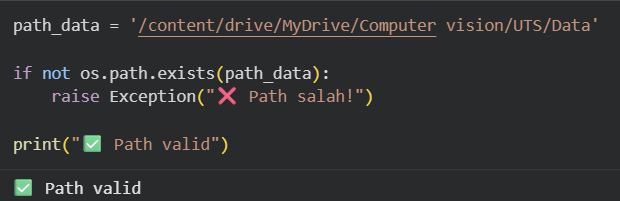 path_data = '/content/drive/MyDrive/Computer vision/UTS/Data'
if not os.path.exists(path_data):
    raise Exception("❌ Path salah!")
print("✅ Path valid")
✅ Path valid